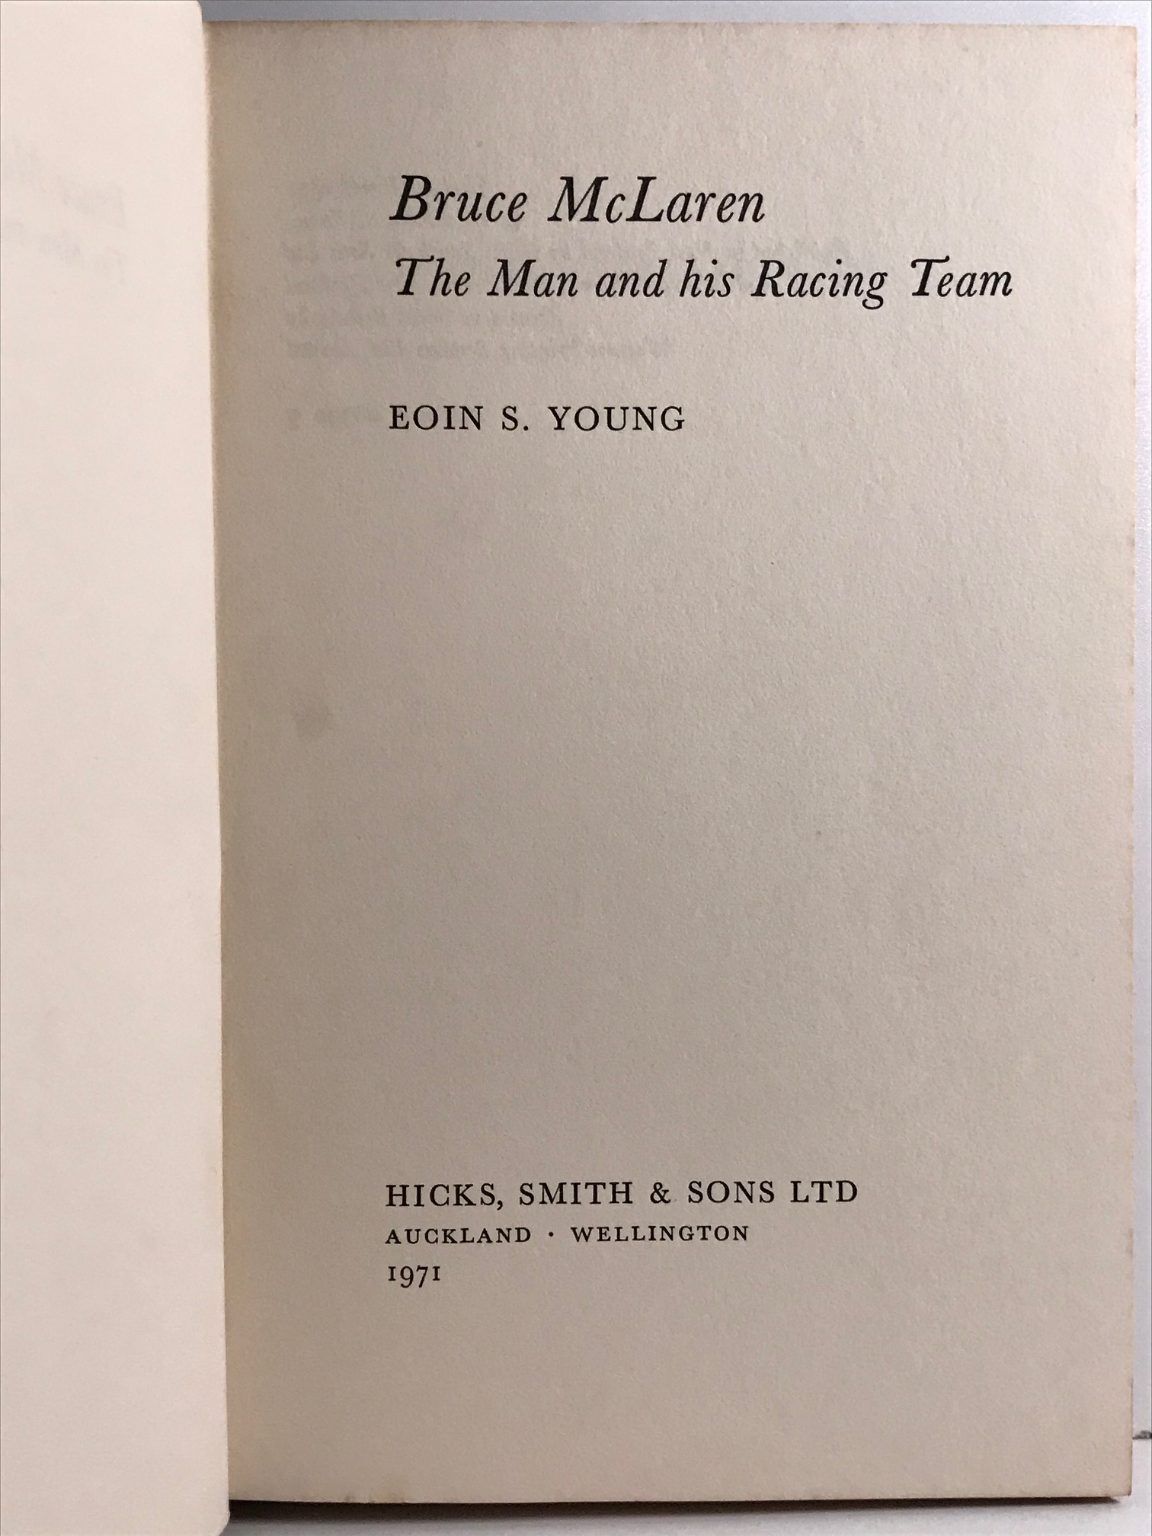 Bruce McLaren
The Man and his Racing Team
EOIN S. YOUNG
HICKS, SMITH & SONS LTD
AUCKLAND · WELLINGTON
1971